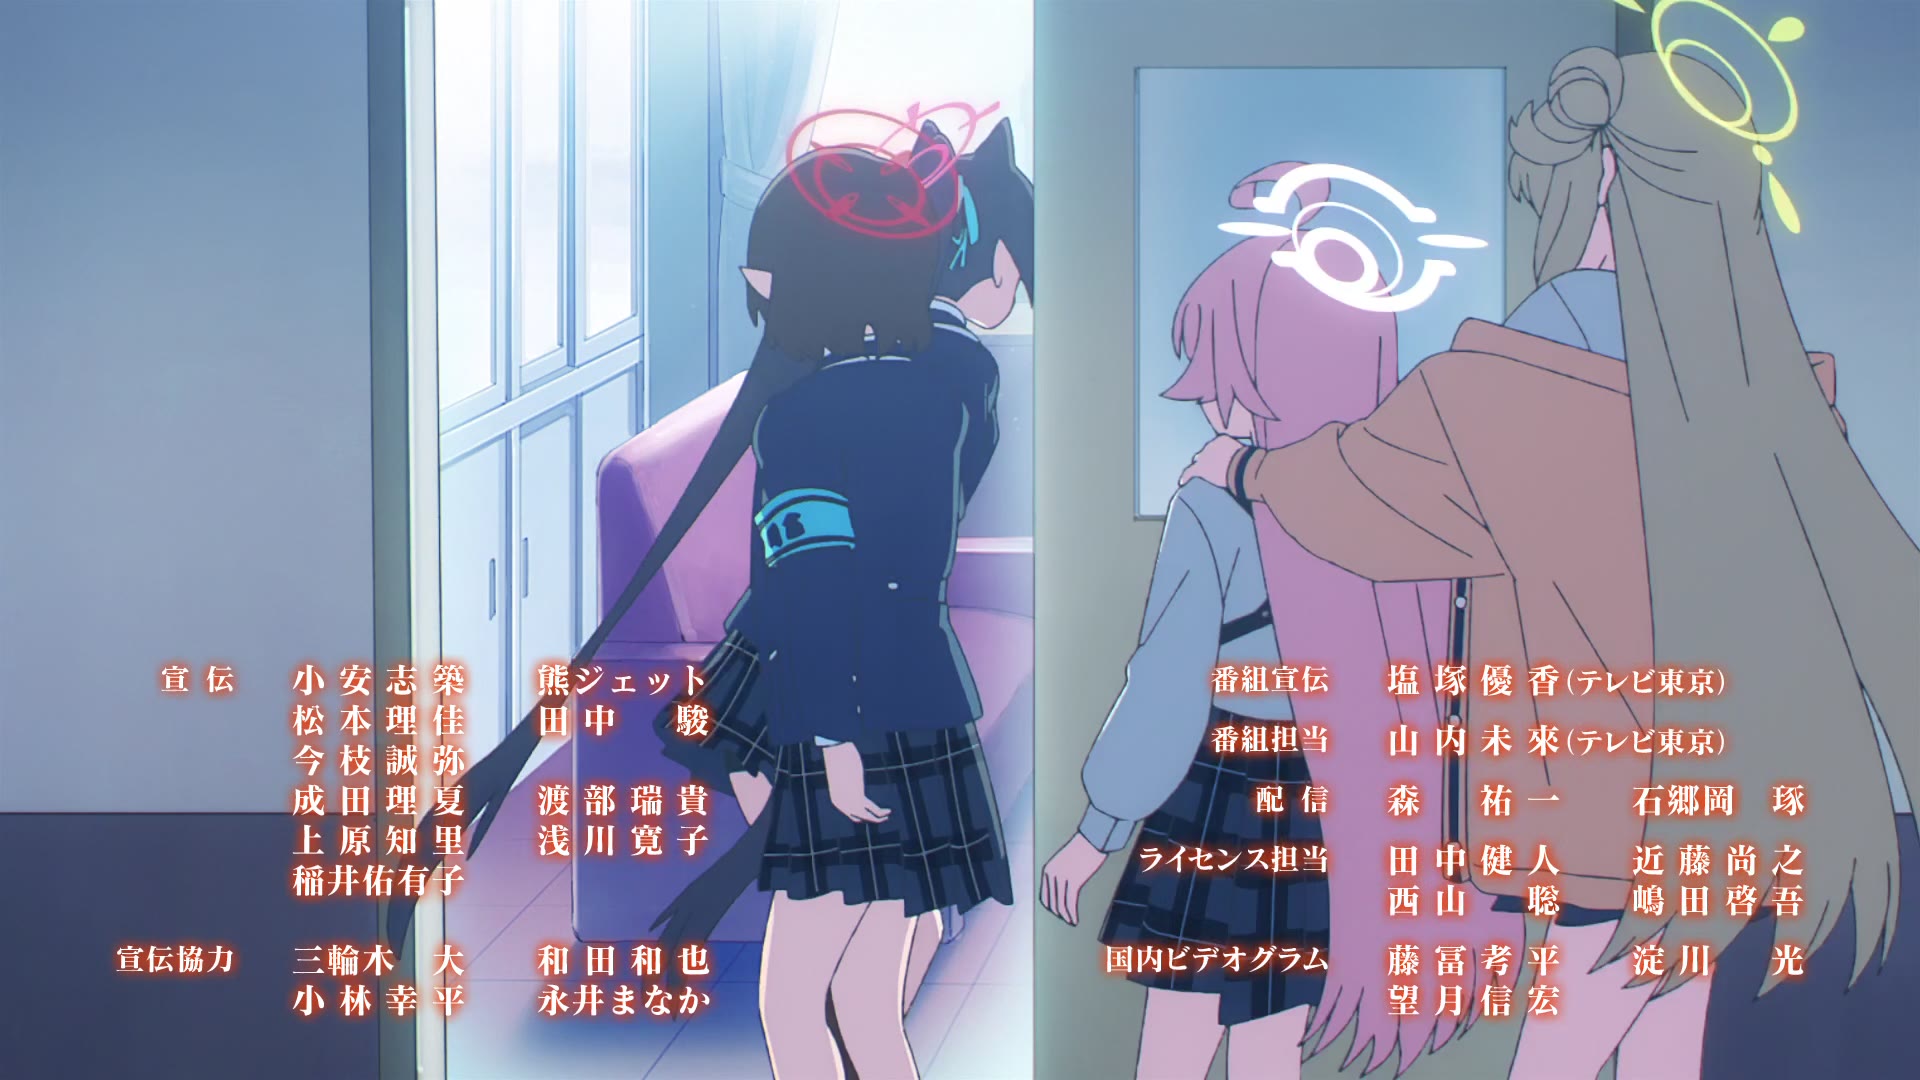 宣伝 小安志築 熊ジェット
松本理佳 田中駿
今枝誠弥
成田理夏 渡部瑞貴
上原知里 浅川寛子
稲井佑有子
宣伝協力 三輪木大 和田和也
小林幸平 永井まなか
番組宣伝 塩塚優香(テレビ東京)
番組担当 山内未來(テレビ東京)
配信 森祐一 石郷岡琢
ライセンス担当 田中健人 近藤尚之
西山聡 嶋田啓吾
国内ビデオグラム 藤冨考平 淀川光
望月信宏